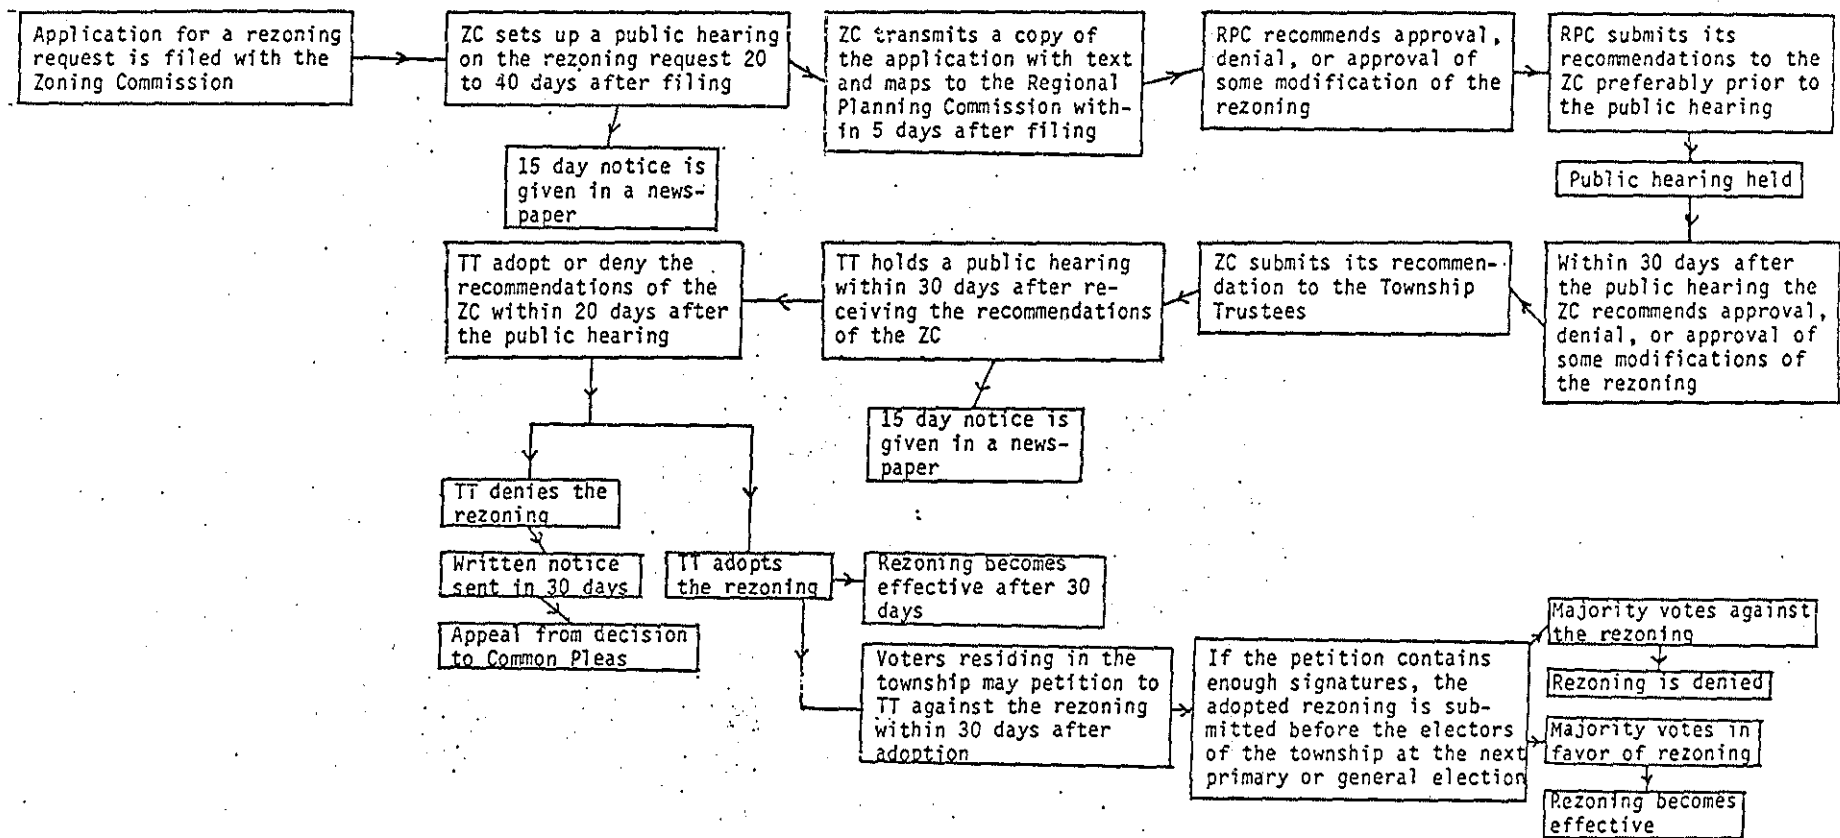 Application for a rezoning
request is filed with the
Zoning Commission
ZC sets up a public hearing
on the rezoning request 20
to 40 days after filing
15 day notice is
given in a news-
paper
ZC transmits a copy of
the application with text
and maps to the Regional
Planning Commission with-
in 5 days after filing
RPC recommends approval,
denial, or approval of
some modification of the
rezoning
RPC submits its
recommendations to the
ZC preferably prior to
the public hearing
Public hearing held
Within 30 days after
the public hearing the
ZC recommends approval,
denial, or approval of
some modifications of
the rezoning
ZC submits its recommen-
dation to the Township
Trustees
TT holds a public hearing
within 30 days after re-
ceiving the recommendations
of the ZC
15 day notice is
given in a news-
paper
TT adopt or deny the
recommendations of the
ZC within 20 days after
the public hearing
TT denies the
rezoning
Written notice
sent in 30 days
Appeal from decision
to Common Pleas
TT adopts
the rezoning
Rezoning becomes
effective after 30
days
Voters residing in the
township may petition to
TT against the rezoning
within 30 days after
adoption
If the petition contains
enough signatures, the
adopted rezoning is sub-
mitted before the electors
of the township at the next
primary or general election
Majority votes against
the rezoning
Rezoning is denied
Majority votes in
favor of rezoning
Rezoning becomes
effective